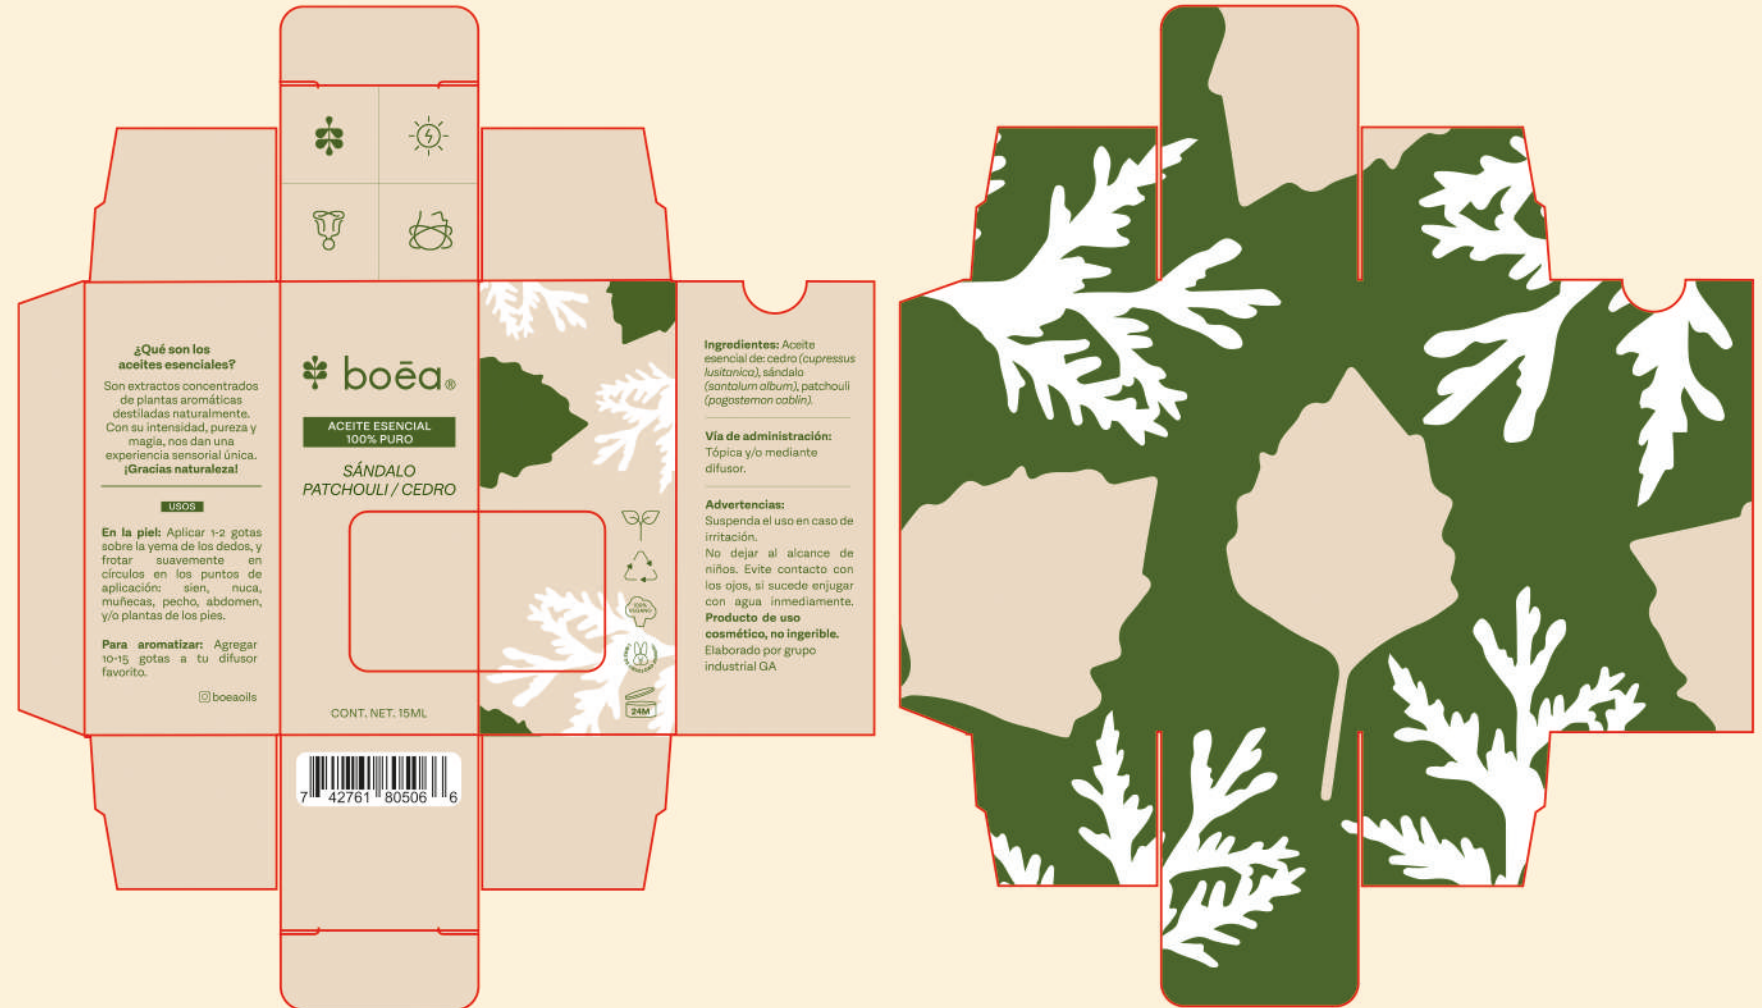 ¿Qué son los
aceites esenciales?
Son extractos concentrados
de plantas aromáticas
destiladas naturalmente.
Con su intensidad, pureza y
magia, nos dan una
experiencia sensorial única.
¡Gracias naturaleza!
USOS
En la piel: Aplicar 1-2 gotas
sobre la yema de los dedos, y
frotar suavemente en
círculos en los puntos de
aplicación: sien, nuca,
muñecas, pecho, abdomen,
y/o plantas de los pies.
Para aromatizar: Agregar
10-15 gotas a tu difusor
favorito.
boeaoils
boēa®
ACEITE ESENCIAL
100% PURO
SÁNDALO
PATCHOULI / CEDRO
CONT. NET. 15ML
7 42761 80506 6
100%
VEGANO
24M
Ingredientes: Aceite
esencial de: cedro (cupressus
lusitanica), sándalo
(santalum album), patchouli
(pogostemon cablin).
Vía de administración:
Tópica y/o mediante
difusor.
Advertencias:
Suspenda el uso en caso de
irritación.
No dejar al alcance de
niños. Evite contacto con
los ojos, si sucede enjugar
con agua inmediamente.
Producto de uso
cosmético, no ingerible.
Elaborado por grupo
industrial GA